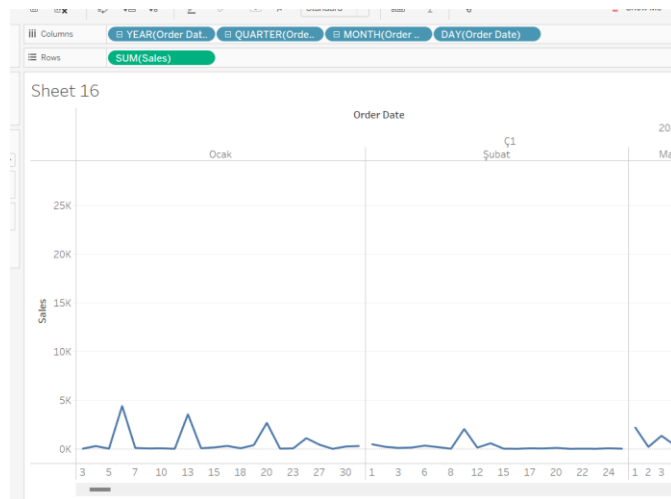 Columns
YEAR(Order Dat..
QUARTER(Orde..
MONTH(Order ..
DAY(Order Date)
Rows
SUM(Sales)
Sheet 16
Order Date
20
Ç1
Ocak
Şubat
Ma
25K
20K
15K
10K
5K
0K
Sales
3 5 7 10 13 15 18 20 23 27 30 1 3 6 8 12 15 17 20 22 24 1 2 3